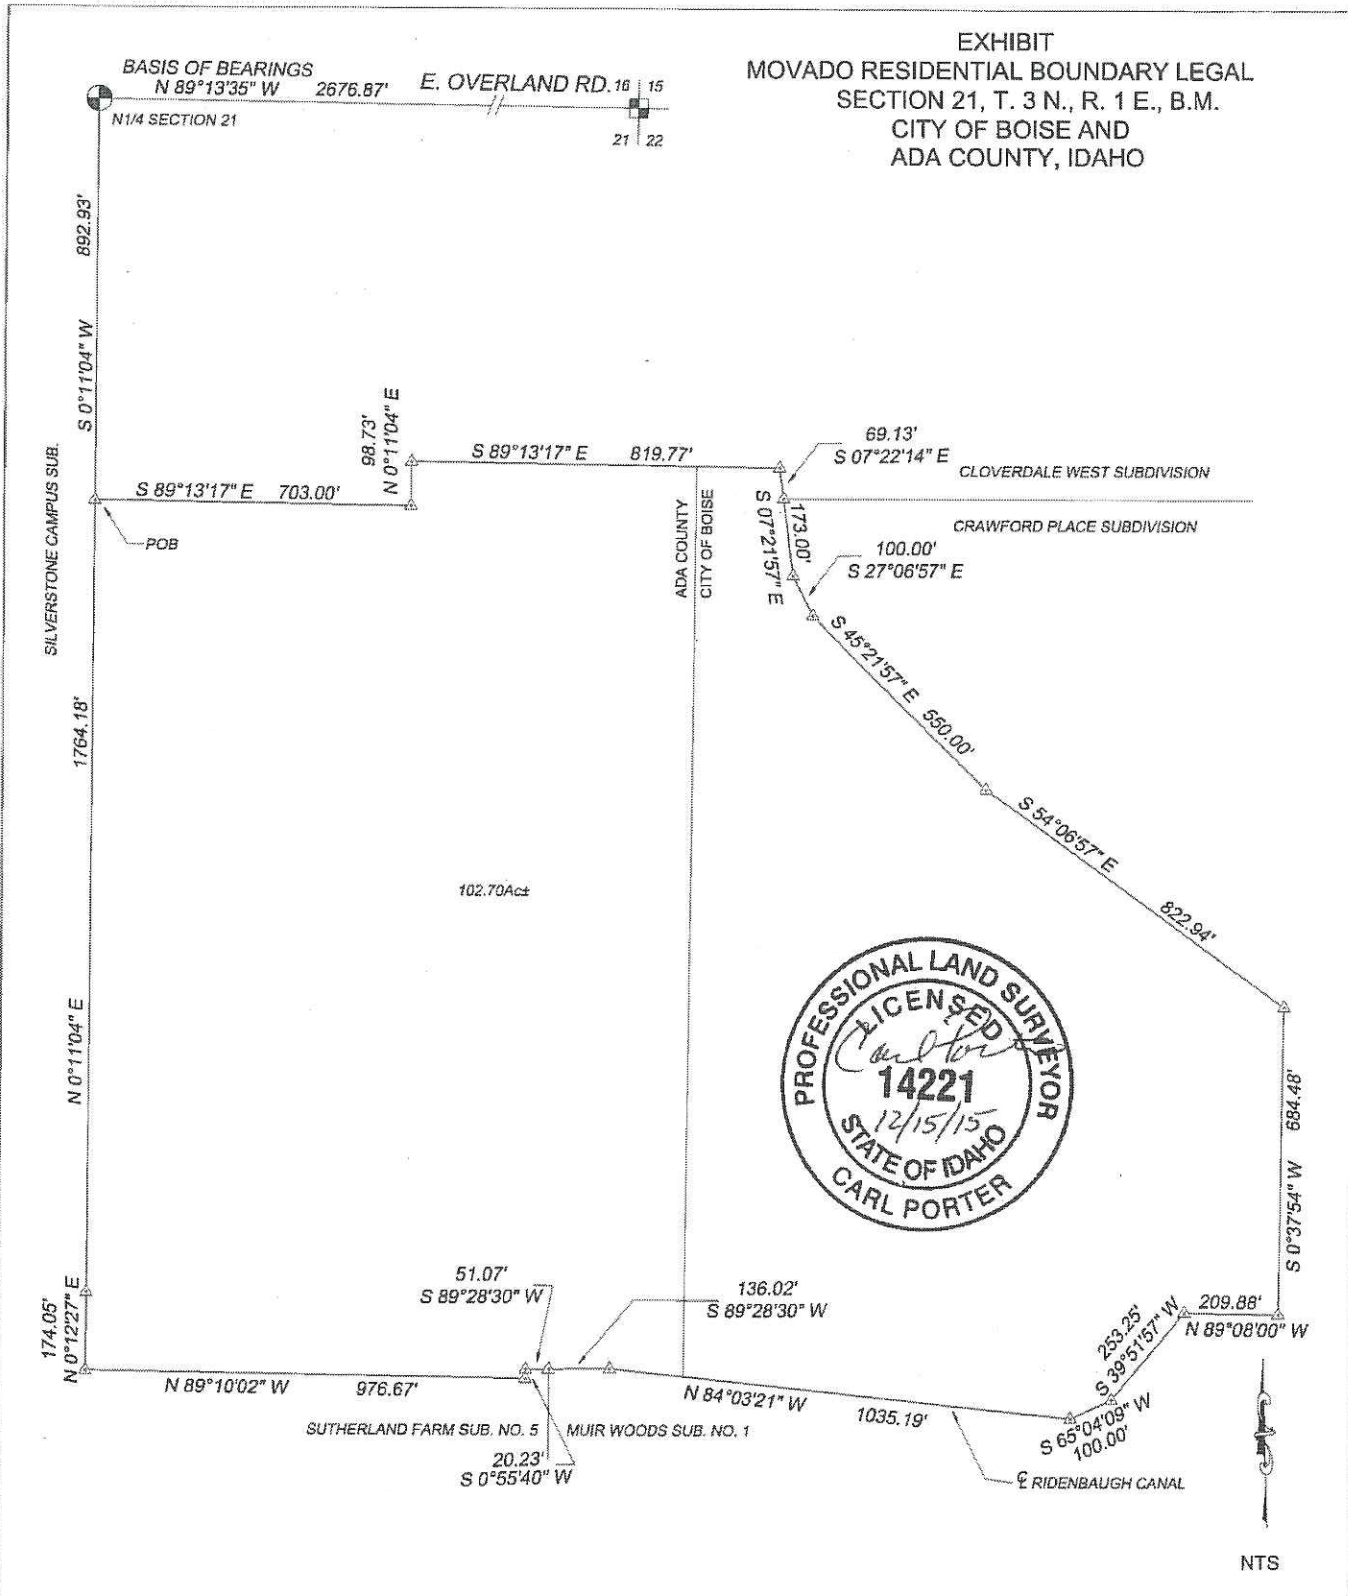 EXHIBIT
MOVADO RESIDENTIAL BOUNDARY LEGAL
SECTION 21, T. 3 N., R. 1 E., B.M.
CITY OF BOISE AND
ADA COUNTY, IDAHO
BASIS OF BEARINGS
N 89°13'35" W 2676.87'
E. OVERLAND RD.
16 15
21 22
N1/4 SECTION 21
S 0°11'04" W 892.93'
98.73'
N 0°11'04" E
S 89°13'17" E 819.77'
69.13'
S 07°22'14" E
CLOVERDALE WEST SUBDIVISION
SILVERSTONE CAMPUS SUB.
S 89°13'17" E 703.00'
POB
ADA COUNTY
CITY OF BOISE
173.00'
S 07°21'57" E
CRAWFORD PLACE SUBDIVISION
100.00'
S 27°06'57" E
S 45°21'57" E 550.00'
S 54°06'57" E 822.94'
N 0°11'04" E 1764.18'
102.70Ac±
PROFESSIONAL LAND SURVEYOR
LICENSED
Carl Porter
14221
12/15/15
STATE OF IDAHO
CARL PORTER
S 0°37'54" W 684.48'
51.07'
S 89°28'30" W
136.02'
S 89°28'30" W
174.05'
N 0°12'27" E
209.88'
N 89°08'00" W
253.25'
S 39°51'57" W
N 89°10'02" W 976.67'
N 84°03'21" W 1035.19'
S 65°04'09" W
100.00'
SUTHERLAND FARM SUB. NO. 5
MUIR WOODS SUB. NO. 1
20.23'
S 0°55'40" W
℄ RIDENBAUGH CANAL
NTS